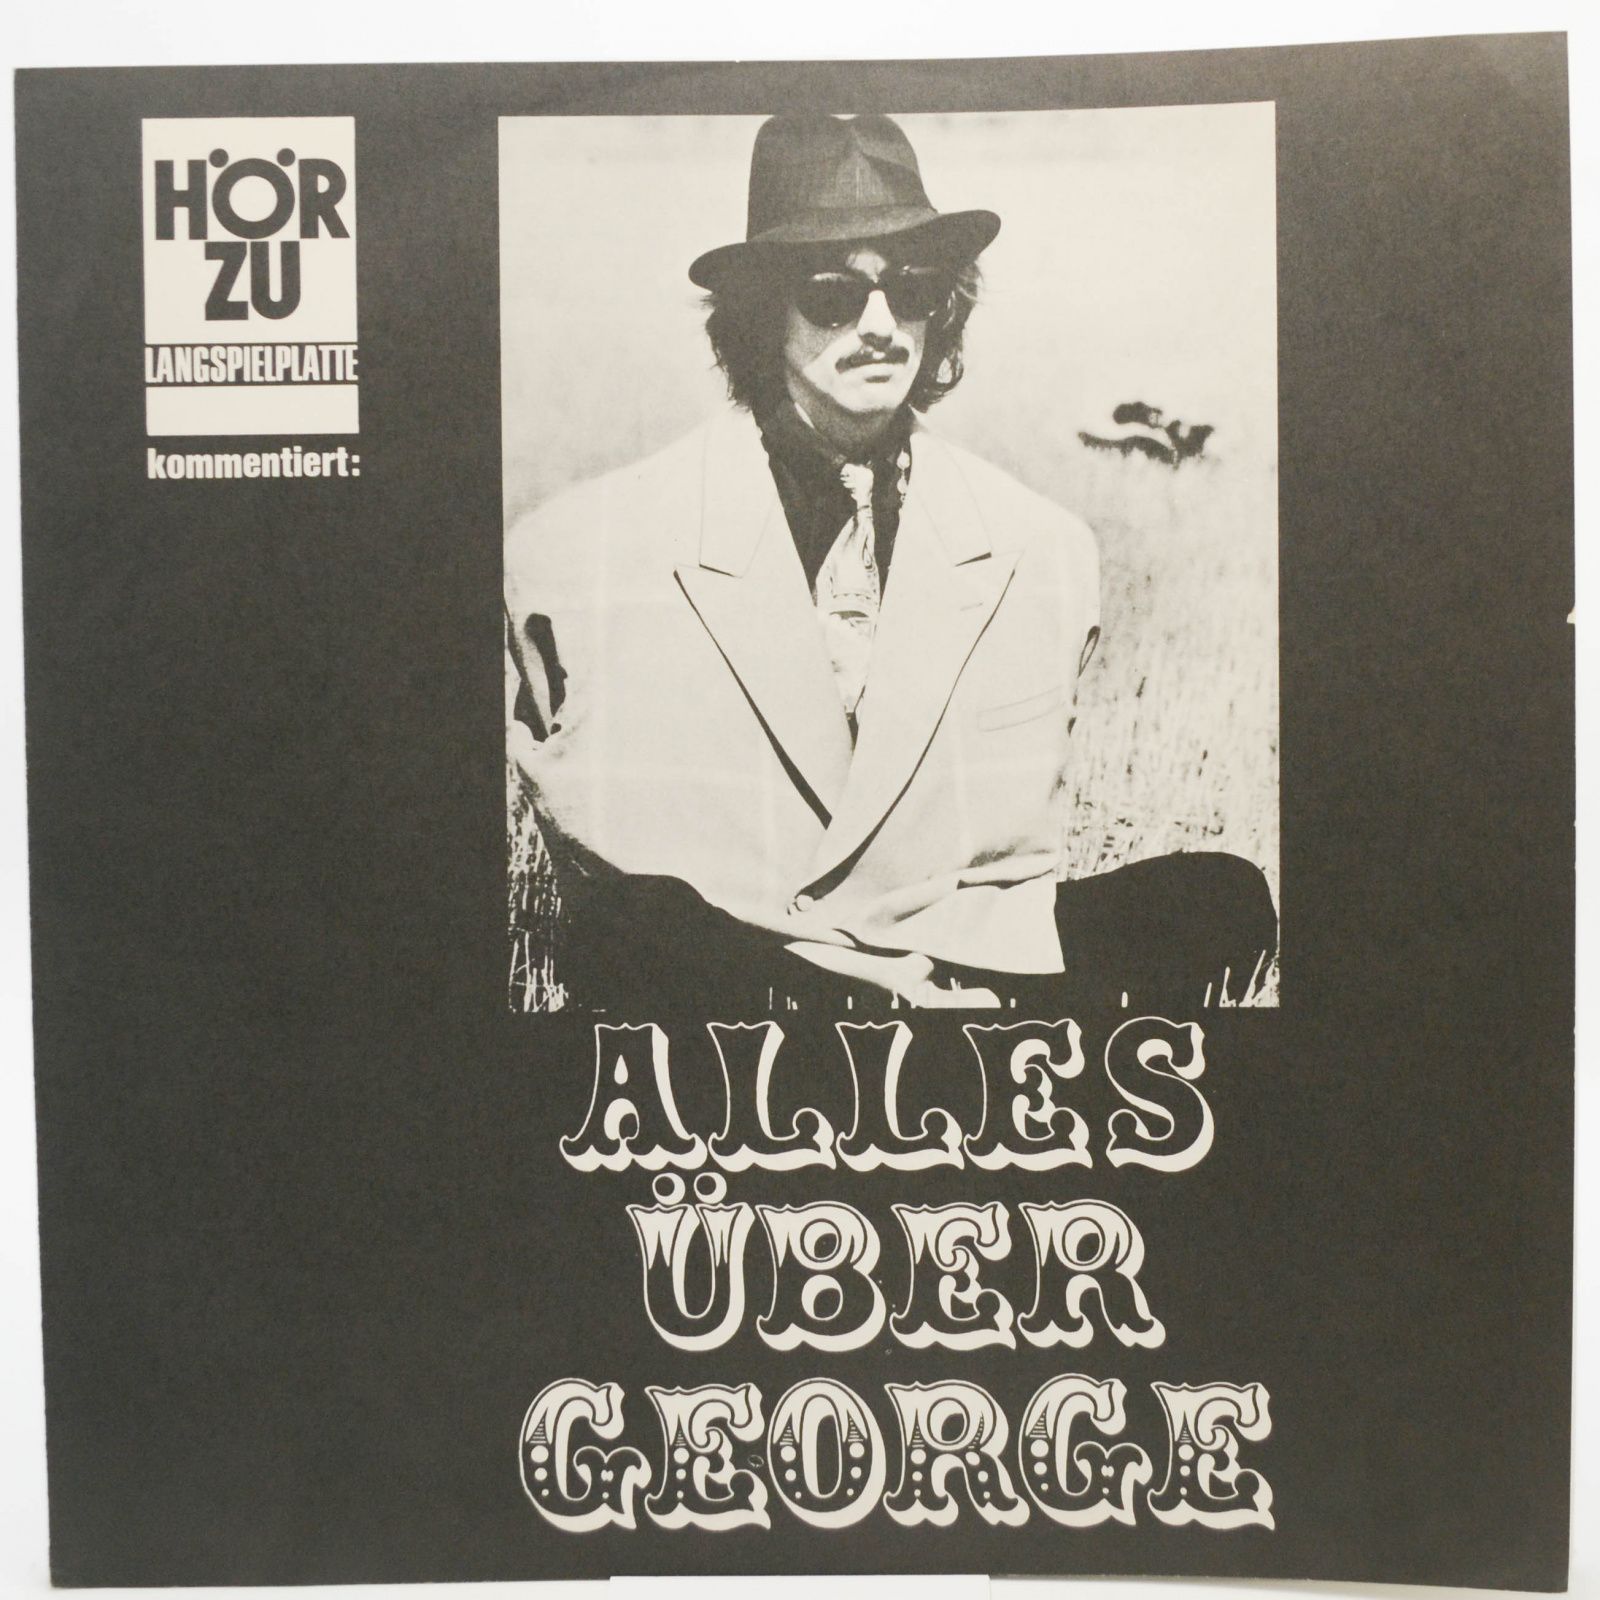 HÖR
ZU
LANGSPIELPLATTE
kommentiert:
ALLES
ÜBER
GEORGE